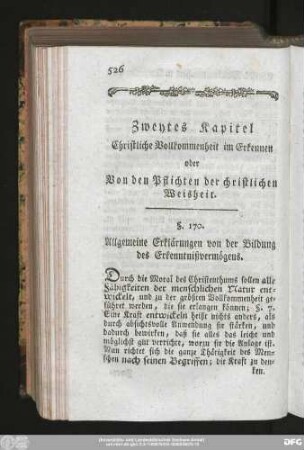 526
Zweytes Kapitel
Christliche Vollkommenheit im Erkennen
oder
Von den Pflichten der christlichen
Weisheit.
§. 170.
Allgemeine Erklärungen von der Bildung
des Erkenntnißvermögens.
Durch die Moral des Christenthums sollen alle
Fähigkeiten der menschlichen Natur ent-
wickelt, und zu der größten Vollkommenheit ge-
führet werden, die sie erlangen können; §. 7.
Eine Kraft entwickeln heißt nichts anders, als
durch absichtsvolle Anwendung sie stärken, und
dadurch bewirken, daß sie alles das leicht und
möglichst gut verrichte, wozu sie die Anlage ist.
Nun richtet sich die ganze Thätigkeit des Men-
schen nach seinen Begriffen; die Kraft zu den-
ken,
DFG